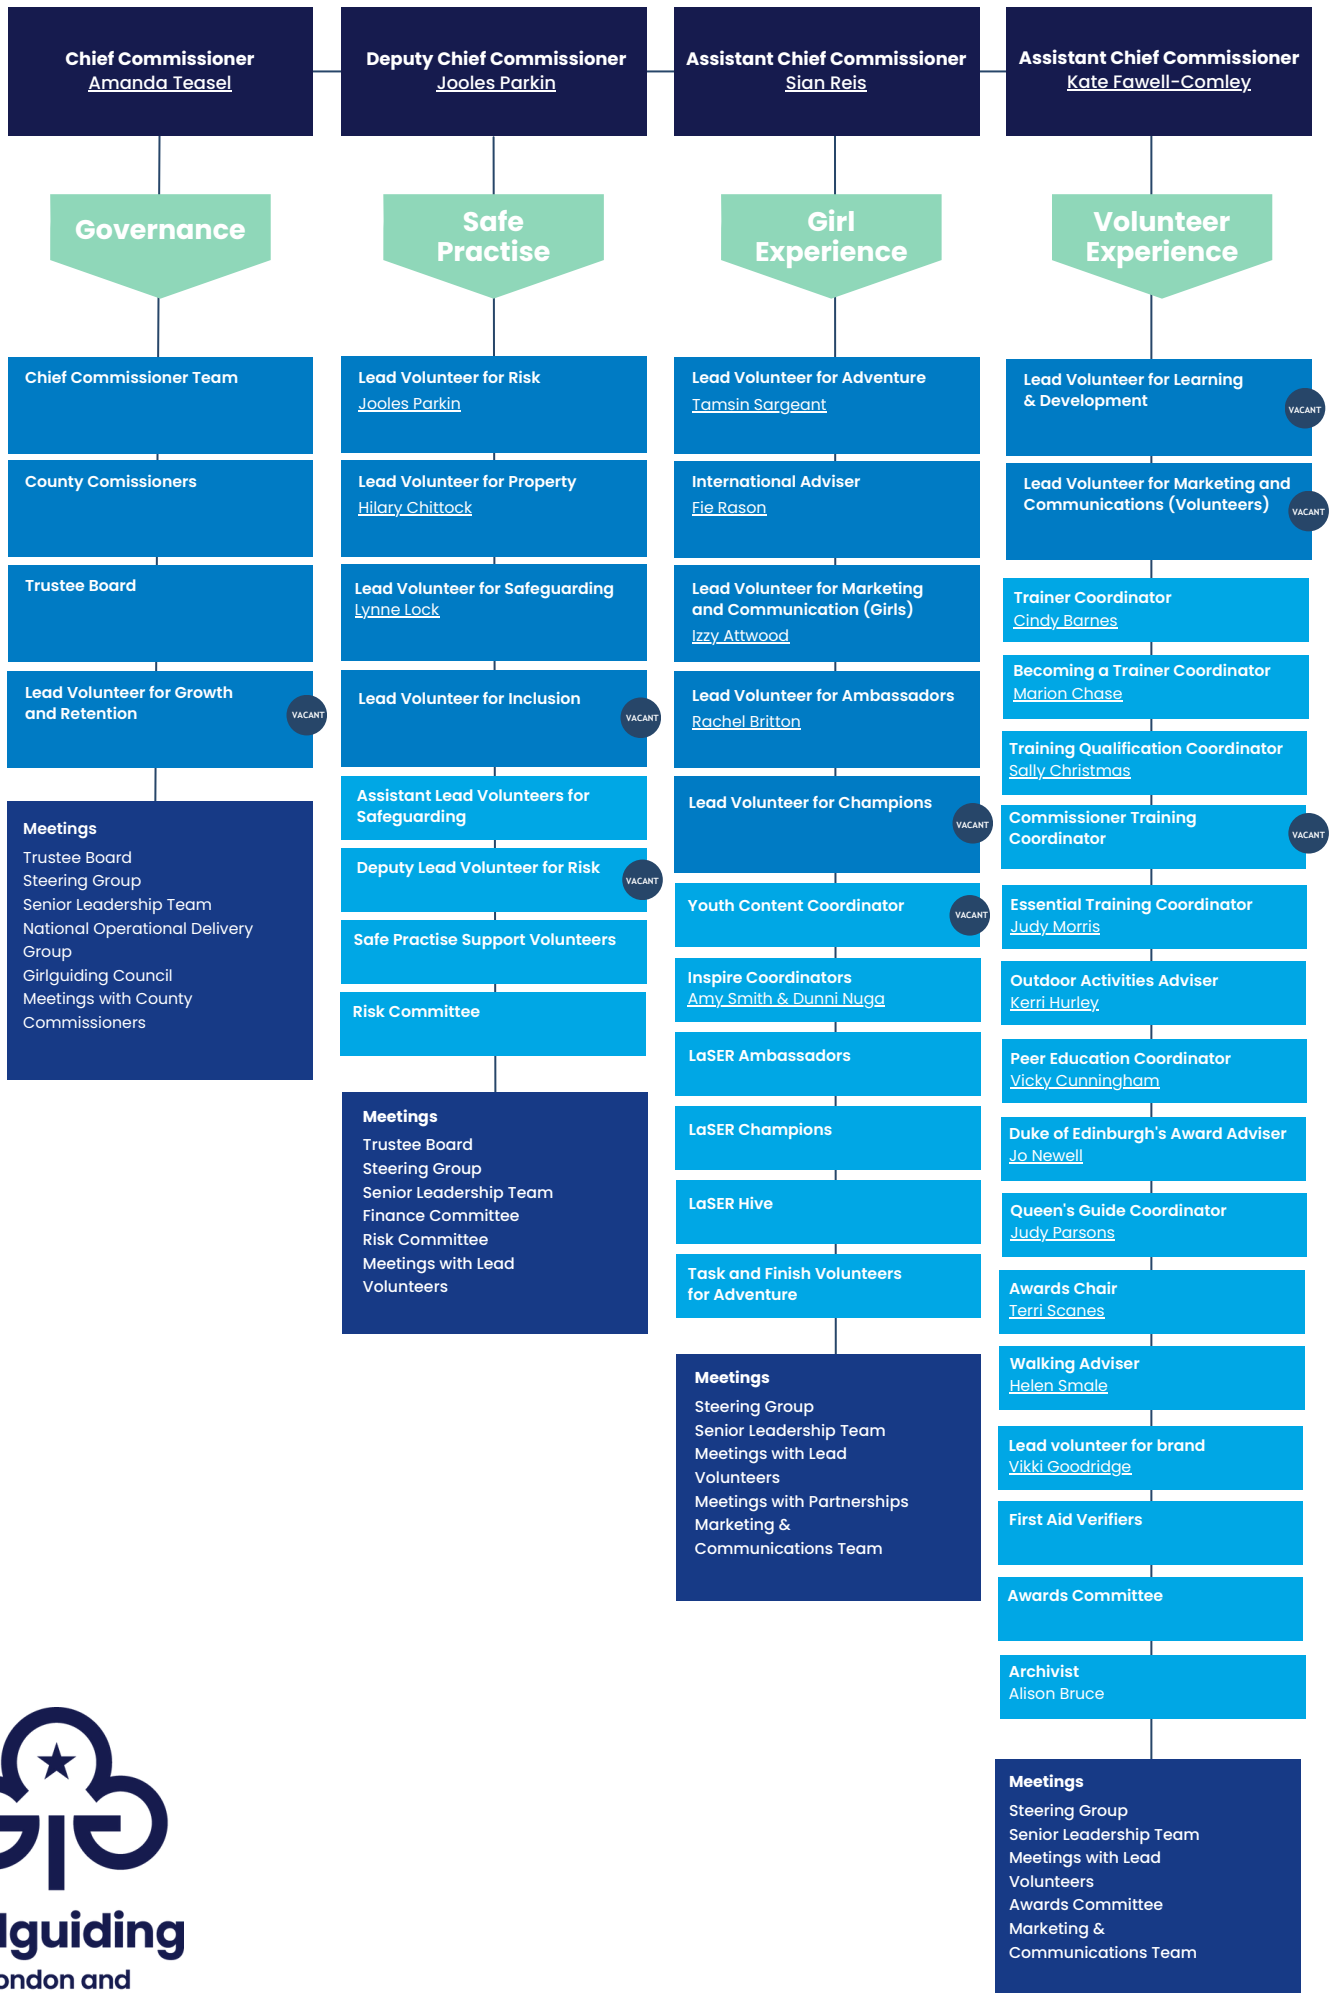 Chief Commissioner
Amanda Teasel
Deputy Chief Commissioner
Jooles Parkin
Assistant Chief Commissioner
Sian Reis
Assistant Chief Commissioner
Kate Fawell-Comley
Governance
Chief Commissioner Team
County Comissioners
Trustee Board
Lead Volunteer for Growth
and Retention
VACANT
Meetings
Trustee Board
Steering Group
Senior Leadership Team
National Operational Delivery
Group
Girlguiding Council
Meetings with County
Commissioners
Safe
Practise
Lead Volunteer for Risk
Jooles Parkin
Lead Volunteer for Property
Hilary Chittock
Lead Volunteer for Safeguarding
Lynne Lock
Lead Volunteer for Inclusion
VACANT
Assistant Lead Volunteers for
Safeguarding
Deputy Lead Volunteer for Risk
VACANT
Safe Practise Support Volunteers
Risk Committee
Meetings
Trustee Board
Steering Group
Senior Leadership Team
Finance Committee
Risk Committee
Meetings with Lead
Volunteers
Girl
Experience
Lead Volunteer for Adventure
Tamsin Sargeant
International Adviser
Fie Rason
Lead Volunteer for Marketing
and Communication (Girls)
Izzy Attwood
Lead Volunteer for Ambassadors
Rachel Britton
Lead Volunteer for Champions
VACANT
Youth Content Coordinator
VACANT
Inspire Coordinators
Amy Smith & Dunni Nuga
LaSER Ambassadors
LaSER Champions
LaSER Hive
Task and Finish Volunteers
for Adventure
Meetings
Steering Group
Senior Leadership Team
Meetings with Lead
Volunteers
Meetings with Partnerships
Marketing &
Communications Team
Volunteer
Experience
Lead Volunteer for Learning
& Development
VACANT
Lead Volunteer for Marketing and
Communications (Volunteers)
VACANT
Trainer Coordinator
Cindy Barnes
Becoming a Trainer Coordinator
Marion Chase
Training Qualification Coordinator
Sally Christmas
Commissioner Training
Coordinator
VACANT
Essential Training Coordinator
Judy Morris
Outdoor Activities Adviser
Kerri Hurley
Peer Education Coordinator
Vicky Cunningham
Duke of Edinburgh's Award Adviser
Jo Newell
Queen's Guide Coordinator
Judy Parsons
Awards Chair
Terri Scanes
Walking Adviser
Helen Smale
Lead volunteer for brand
Vikki Goodridge
First Aid Verifiers
Awards Committee
Archivist
Alison Bruce
Meetings
Steering Group
Senior Leadership Team
Meetings with Lead
Volunteers
Awards Committee
Marketing &
Communications Team
lguiding
ondon and